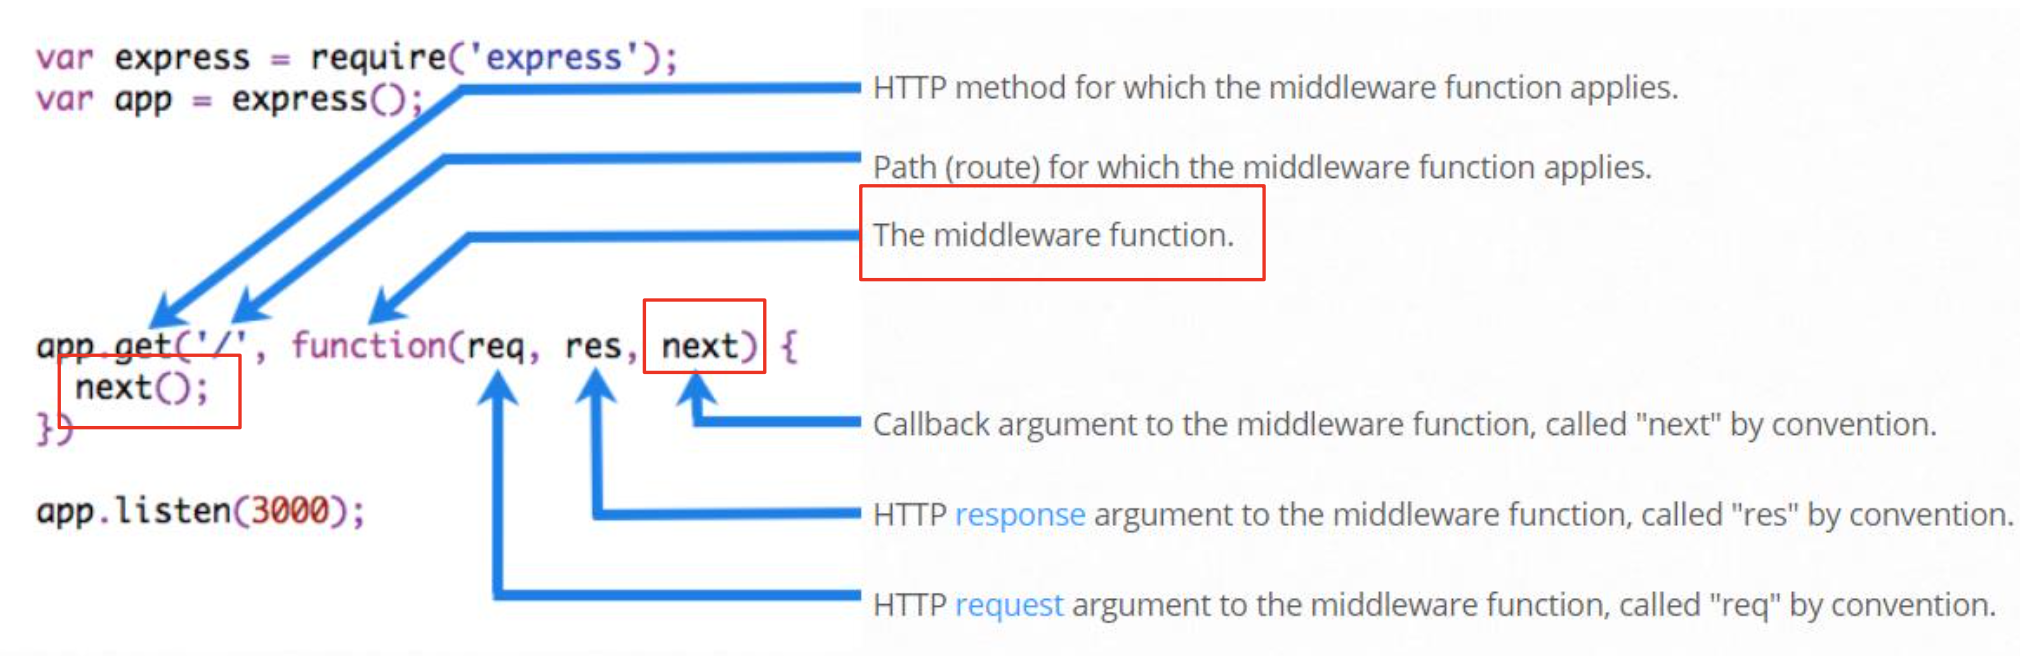 var express = require('express');
var app = express();
HTTP method for which the middleware function applies.
Path (route) for which the middleware function applies.
The middleware function.
app.get('/', function(req, res, next) {
next();
})
Callback argument to the middleware function, called "next" by convention.
app.listen(3000);
HTTP response argument to the middleware function, called "res" by convention.
HTTP request argument to the middleware function, called "req" by convention.